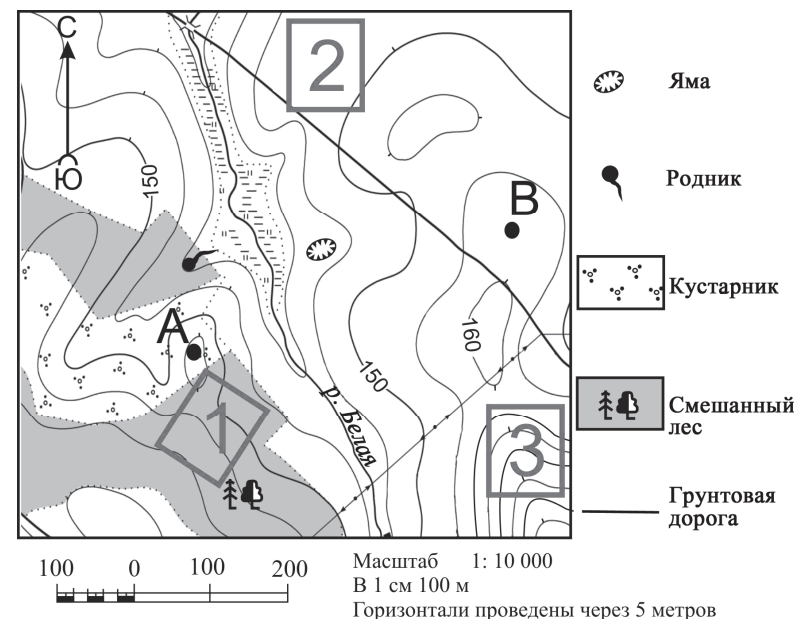 С
Ю
2
150
В
А
160
150
р. Белая
1
3
Яма
Родник
Кустарник
Смешанный
лес
Грунтовая
дорога
100 0 100 200
Масштаб 1: 10 000
В 1 см 100 м
Горизонтали проведены через 5 метров